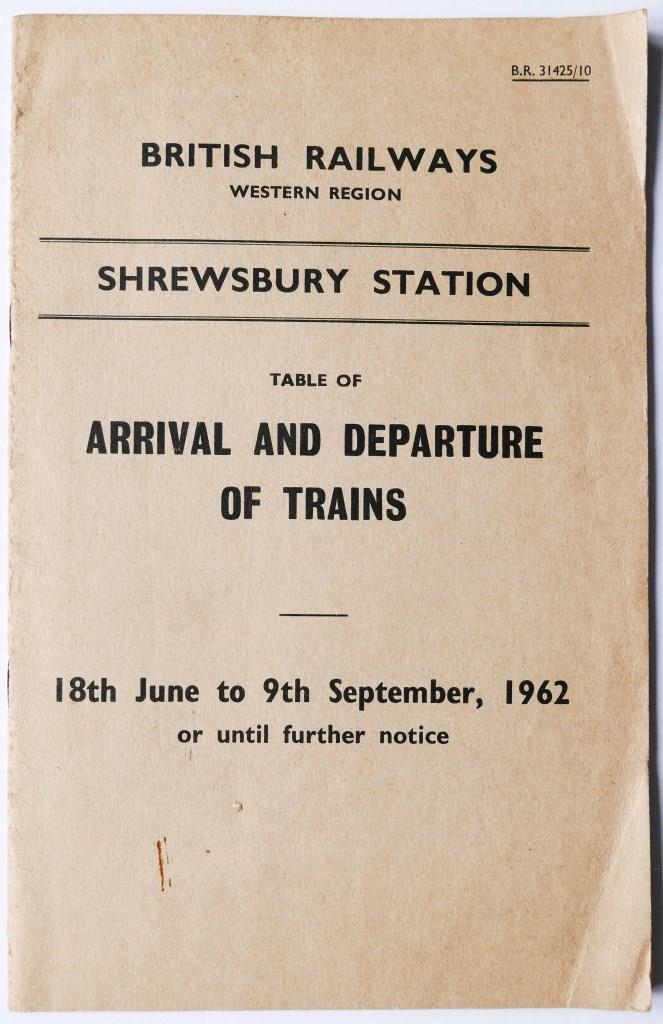 B.R. 31425/10
BRITISH RAILWAYS
WESTERN REGION
SHREWSBURY STATION
TABLE OF
ARRIVAL AND DEPARTURE
OF TRAINS
18th June to 9th September, 1962
or until further notice